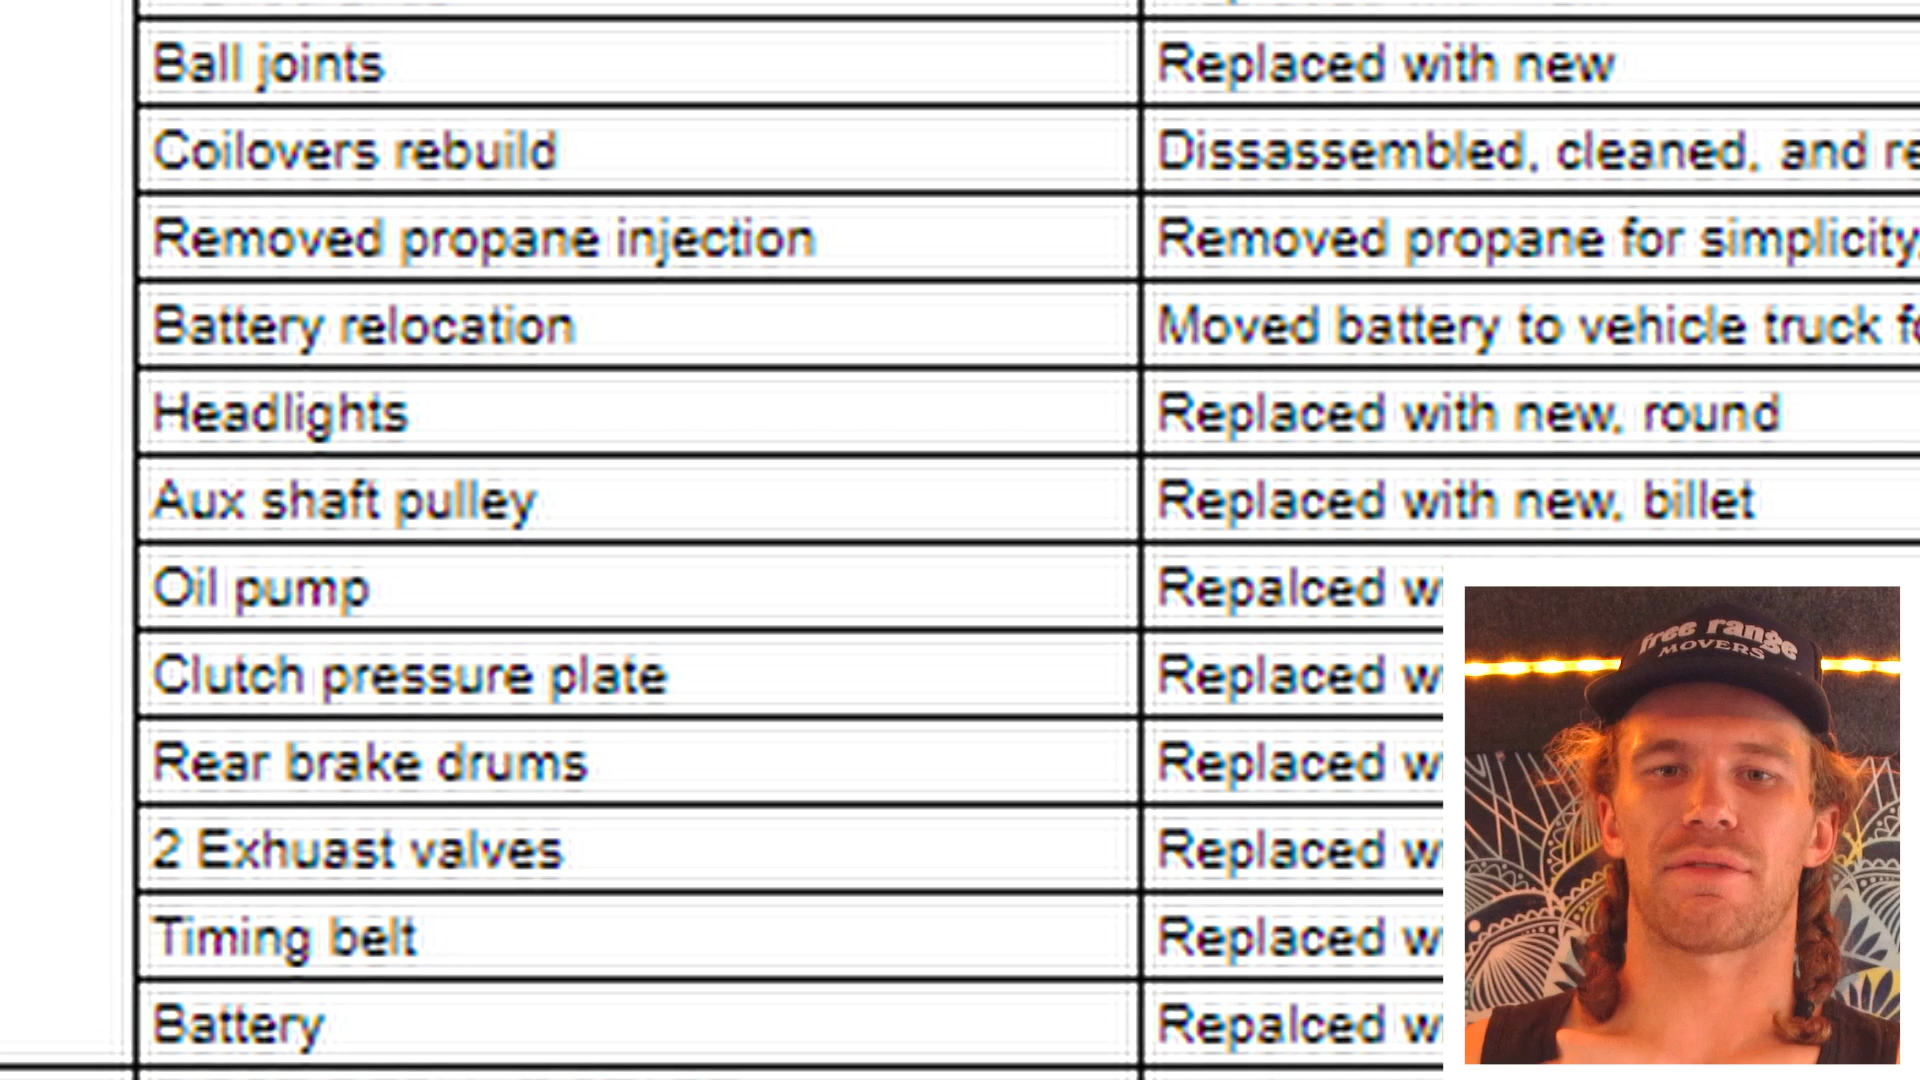 Ball joints Replaced with new
Coilovers rebuild Dissassembled, cleaned, and re
Removed propane injection Removed propane for simplicity,
Battery relocation Moved battery to vehicle truck fo
Headlights Replaced with new, round
Aux shaft pulley Replaced with new, billet
Oil pump Repalced w
Clutch pressure plate Replaced w
Rear brake drums Replaced w
2 Exhuast valves Replaced w
Timing belt Replaced w
Battery Repalced w
free range
MOVERS